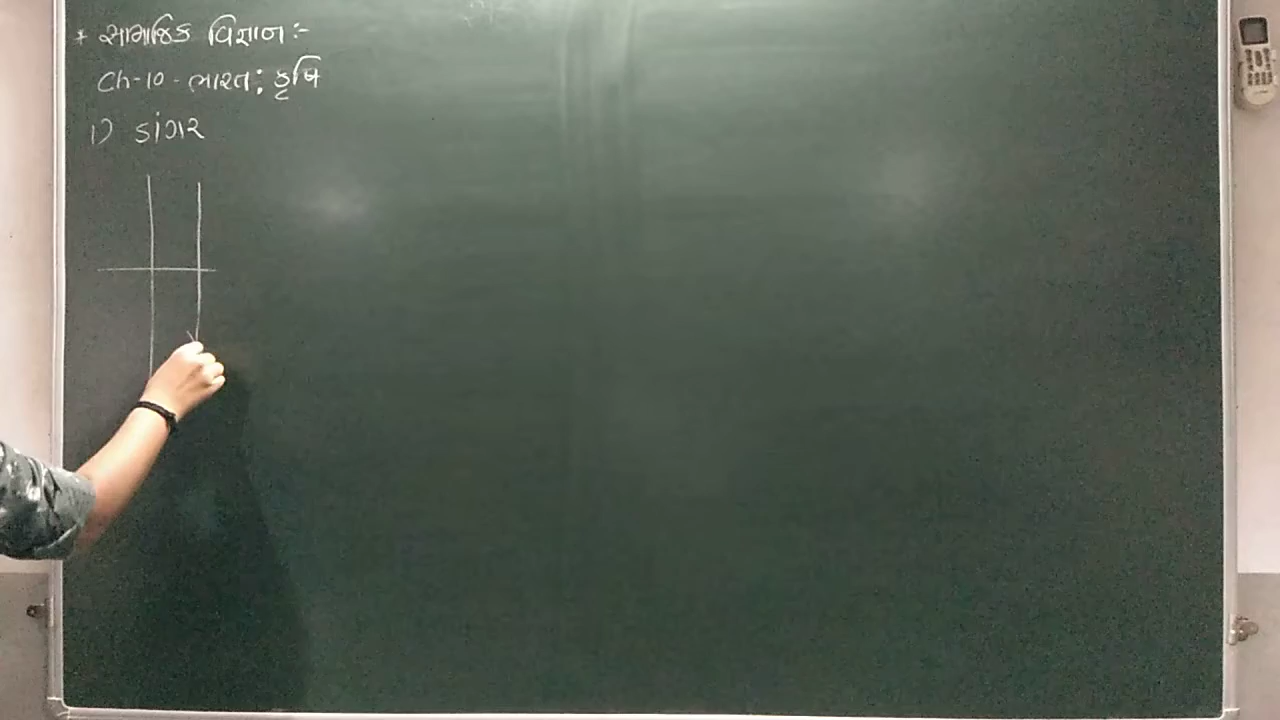 * સામાજિક વિજ્ઞાન :-
Ch-10 - ભારત : કૃષિ
1) ડાંગર